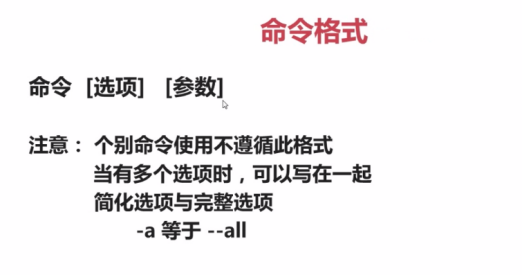 命令格式
命令 [选项] [参数]
注意： 个别命令使用不遵循此格式
当有多个选项时，可以写在一起
简化选项与完整选项
-a 等于 --all